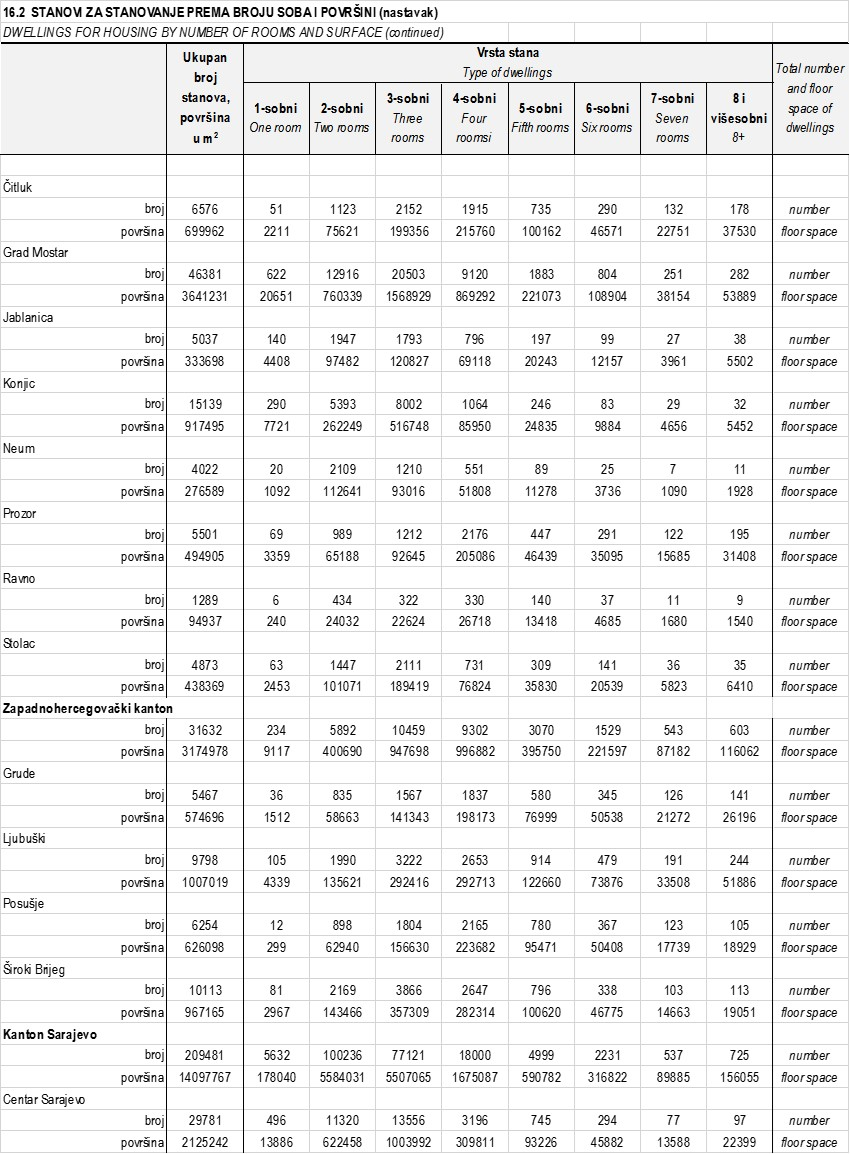 16.2 STANOVI ZA STANOVANJE PREMA BROJU SOBA I POVRŠINI (nastavak)
DWELLINGS FOR HOUSING BY NUMBER OF ROOMS AND SURFACE (continued)
Ukupan broj stanova, površina u m² Vrsta stana Total number and floor space of dwellings
Type of dwellings
1-sobni 2-sobni 3-sobni 4-sobni 5-sobni 6-sobni 7-sobni 8 i višesobni
One room Two rooms Three rooms Four roomsi Fifth rooms Six rooms Seven rooms 8+
Čitluk
broj 6576 51 1123 2152 1915 735 290 132 178 number
površina 699962 2211 75621 199356 215760 100162 46571 22751 37530 floor space
Grad Mostar
broj 46381 622 12916 20503 9120 1883 804 251 282 number
površina 3641231 20651 760339 1568929 869292 221073 108904 38154 53889 floor space
Jablanica
broj 5037 140 1947 1793 796 197 99 27 38 number
površina 333698 4408 97482 120827 69118 20243 12157 3961 5502 floor space
Konjic
broj 15139 290 5393 8002 1064 246 83 29 32 number
površina 917495 7721 262249 516748 85950 24835 9884 4656 5452 floor space
Neum
broj 4022 20 2109 1210 551 89 25 7 11 number
površina 276589 1092 112641 93016 51808 11278 3736 1090 1928 floor space
Prozor
broj 5501 69 989 1212 2176 447 291 122 195 number
površina 494905 3359 65188 92645 205086 46439 35095 15685 31408 floor space
Ravno
broj 1289 6 434 322 330 140 37 11 9 number
površina 94937 240 24032 22624 26718 13418 4685 1680 1540 floor space
Stolac
broj 4873 63 1447 2111 731 309 141 36 35 number
površina 438369 2453 101071 189419 76824 35830 20539 5823 6410 floor space
Zapadnohercegovački kanton
broj 31632 234 5892 10459 9302 3070 1529 543 603 number
površina 3174978 9117 400690 947698 996882 395750 221597 87182 116062 floor space
Grude
broj 5467 36 835 1567 1837 580 345 126 141 number
površina 574696 1512 58663 141343 198173 76999 50538 21272 26196 floor space
Ljubuški
broj 9798 105 1990 3222 2653 914 479 191 244 number
površina 1007019 4339 135621 292416 292713 122660 73876 33508 51886 floor space
Posušje
broj 6254 12 898 1804 2165 780 367 123 105 number
površina 626098 299 62940 156630 223682 95471 50408 17739 18929 floor space
Široki Brijeg
broj 10113 81 2169 3866 2647 796 338 103 113 number
površina 967165 2967 143466 357309 282314 100620 46775 14663 19051 floor space
Kanton Sarajevo
broj 209481 5632 100236 77121 18000 4999 2231 537 725 number
površina 14097767 178040 5584031 5507065 1675087 590782 316822 89885 156055 floor space
Centar Sarajevo
broj 29781 496 11320 13556 3196 745 294 77 97 number
površina 2125242 13886 622458 1003992 309811 93226 45882 13588 22399 floor space